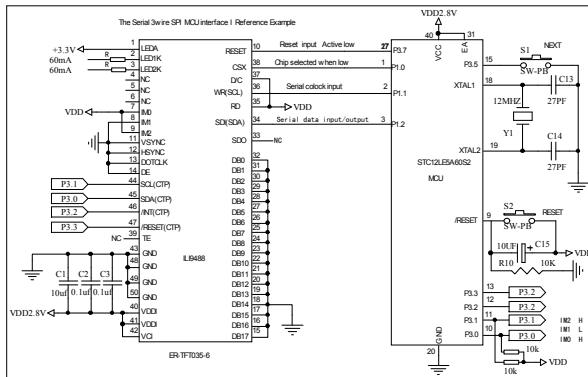 The Serial 3wire SPI MCU interface I Reference Example
VDD2.8V
+3.3V
60mA
60mA
R
R
1 LEDA
2 LED1K
3 LED2K
4 NC
5 NC
6 NC
VDD
7 IM0
8 IM1
9 IM2
11 VSYNC
12 HSYNC
13 DOTCLK
14 DE
P3.1 44 SCL(CTP)
P3.0 45 SDA(CTP)
P3.2 46 /INT(CTP)
P3.3 47 /RESET(CTP)
NC 39 TE
43 GND
48 GND
49 GND
50 GND
40 VDDI
41 VDDI
42 VCI
C1 C2 C3
10uf 0.1uf 0.1uf
VDD2.8V
ILI9488
ER-TFT035-6
RESET 10 Reset input Active low 27 P3.7
CSX 38 Chip selected when low 1 P1.0
D/C 37
WR(SCL) 36 Serial colock input 2 P1.1
RD 35 VDD
SDI(SDA) 34 Serial data input/output 3 P1.2
SDO 33 NC
DB0 32
DB1 31
DB2 30
DB3 29
DB4 28
DB5 27
DB6 26
DB7 25
DB8 24
DB9 23
DB10 22
DB11 21
DB12 20
DB13 19
DB14 18
DB15 17
DB16 16
DB17 15
40 31
VCC EA
P3.5 15
S1 NEXT
SW-PB
XTAL1 18
C13
27PF
12MHZ
Y1
XTAL2 19
C14
27PF
STC12LE5A60S2
MCU
/RESET 9
S2 RESET
SW-PB
10UF C15
+
R10 10K
VDD
P3.3 13 P3.2
P3.2 12 P3.2
P3.1 11 P3.1
P3.0 10 P3.0
IM2 H
IM1 L
IM0 H
10k
10k
VDD
GND
20